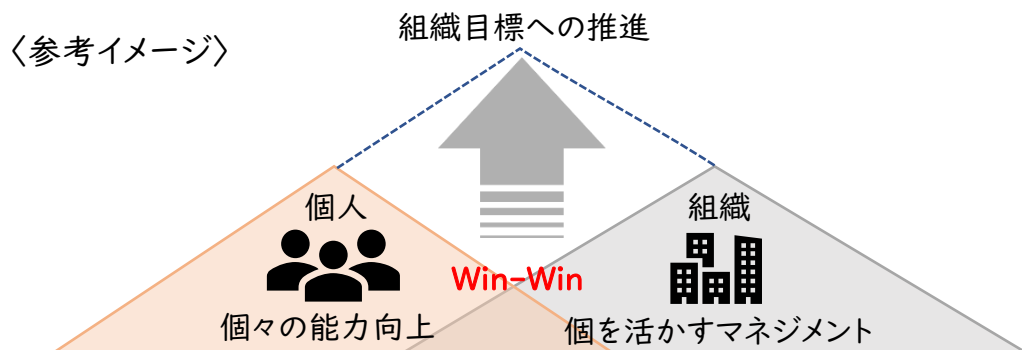 〈参考イメージ〉
組織目標への推進
個人
組織
Win-Win
個々の能力向上
個を活かすマネジメント